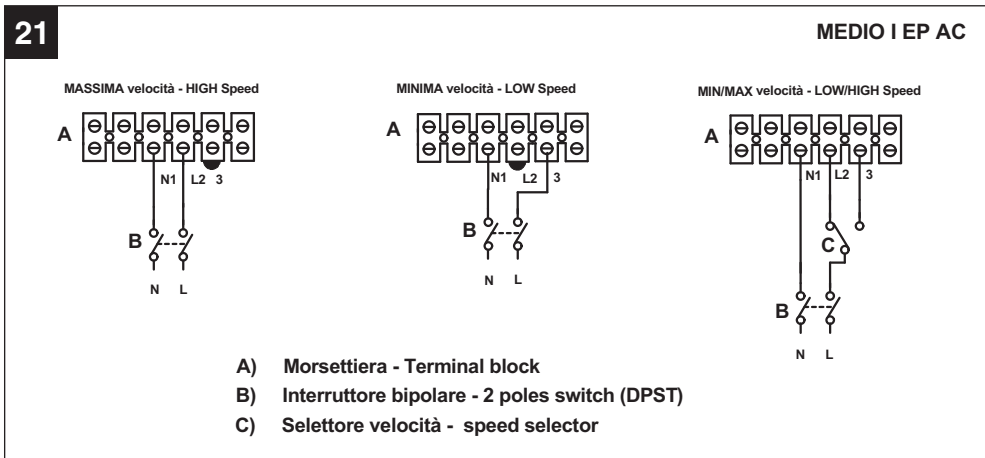 21
MEDIO I EP AC
MASSIMA velocità - HIGH Speed
A
N1 L2 3
B
N L
MINIMA velocità - LOW Speed
A
N1 L2 3
B
N L
MIN/MAX velocità - LOW/HIGH Speed
A
N1 L2 3
C
B
N L
A) Morsettiera - Terminal block
B) Interruttore bipolare - 2 poles switch (DPST)
C) Selettore velocità - speed selector